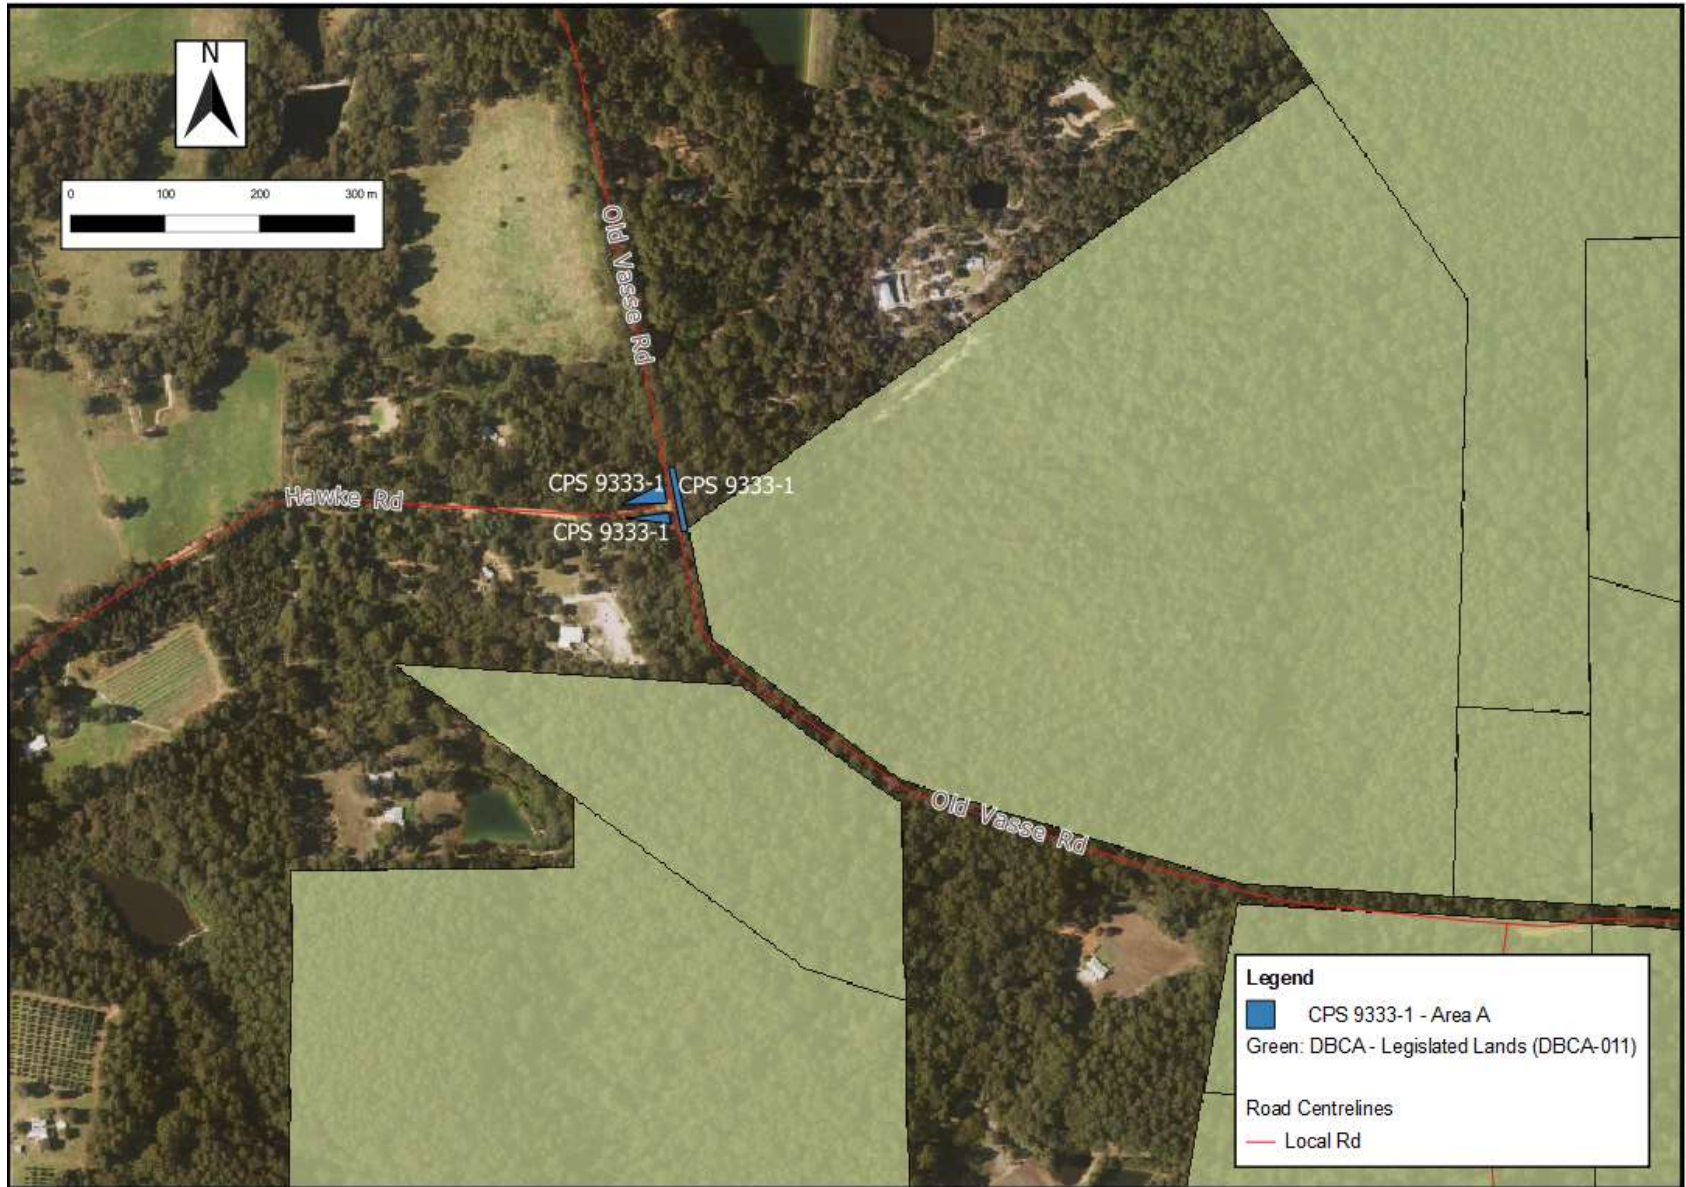 N
0 100 200 300 m
Old Vasse Rd
CPS 9333-1
CPS 9333-1
Hawke Rd
CPS 9333-1
Old Vasse Rd
Legend
CPS 9333-1 - Area A
Green: DBCA - Legislated Lands (DBCA-011)
Road Centrelines
Local Rd